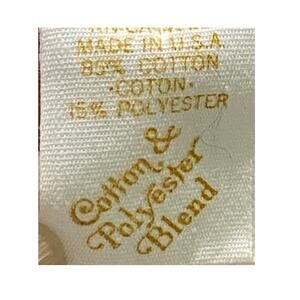 MADE IN U.S.A.
85% COTTON
·COTON·
15% POLYESTER
Cotton &
Polyester
Blend